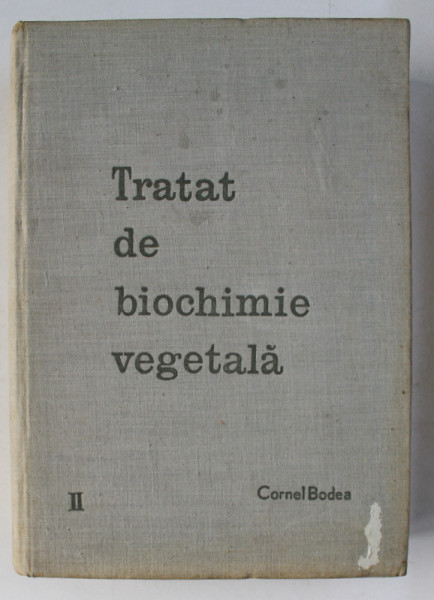 Tratat
de
biochimie
vegetală
II
Cornel Bodea